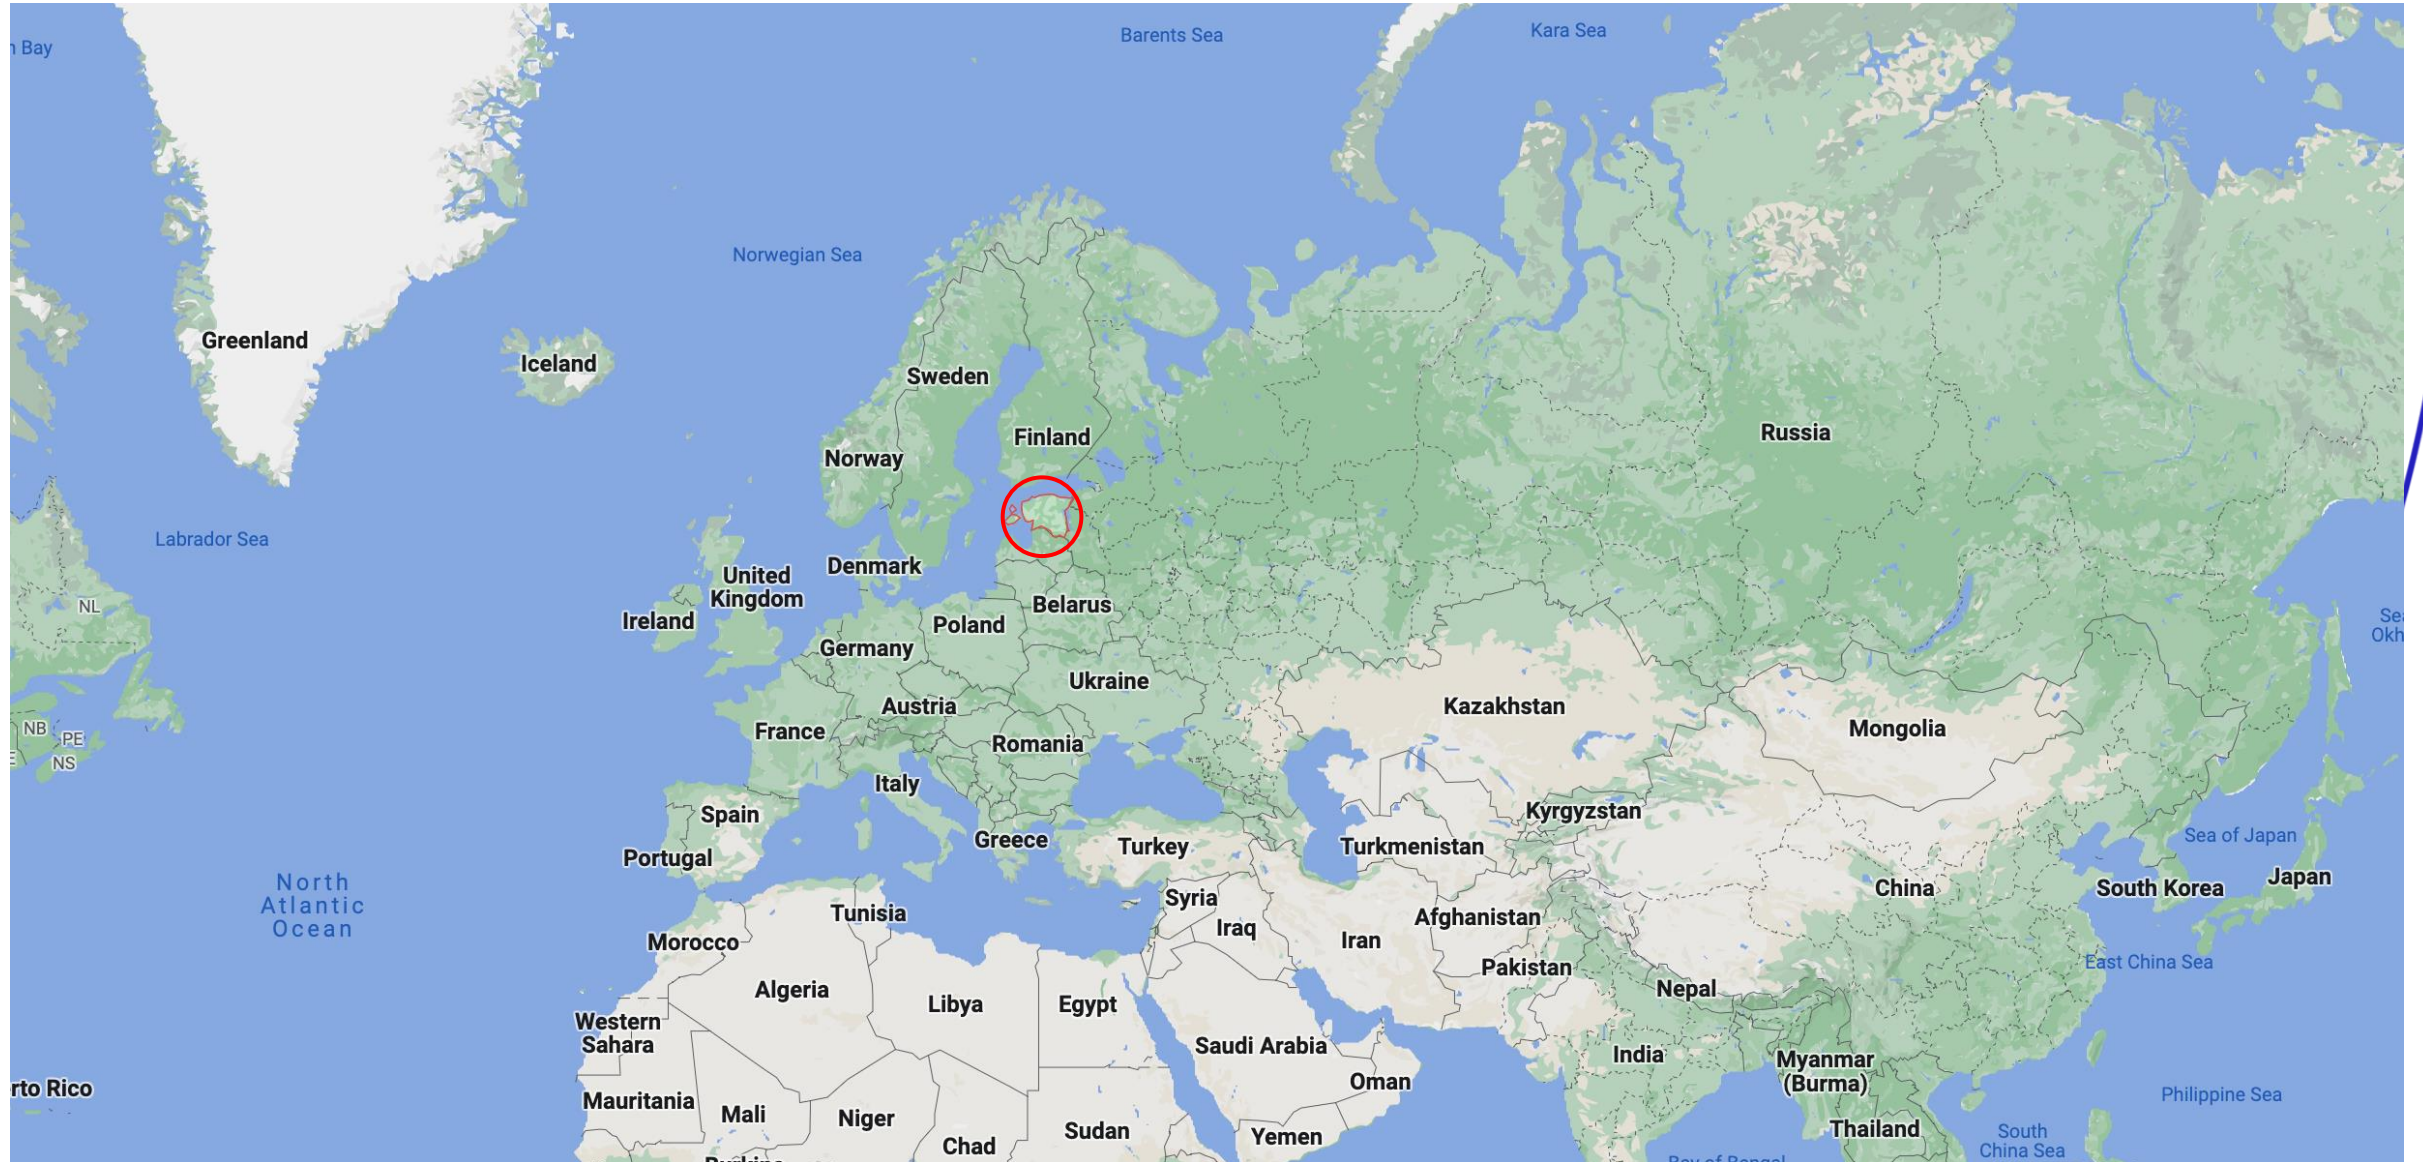 Barents Sea
Kara Sea
n Bay
Norwegian Sea
Greenland
Iceland
Sweden
Finland
Russia
Norway
Labrador Sea
Denmark
United
Kingdom
Belarus
NL
Ireland
Poland
Sea
Okh
Germany
Ukraine
Austria
Kazakhstan
NB
PE
NS
France
Romania
Mongolia
Italy
Spain
Kyrgyzstan
Greece
Turkey
Turkmenistan
Sea of Japan
Portugal
North
Atlantic
Ocean
Japan
China
South Korea
Syria
Tunisia
Afghanistan
Iraq
Morocco
Iran
East China Sea
Pakistan
Algeria
Libya
Egypt
Nepal
Western
Sahara
Saudi Arabia
India
Myanmar
(Burma)
Oman
rto Rico
Mauritania
Mali
Niger
Philippine Sea
Sudan
Yemen
Thailand
Chad
South
China Sea